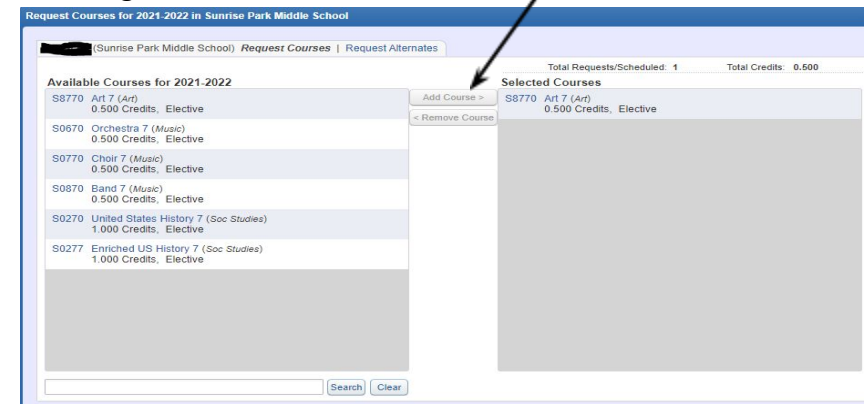 Request Courses for 2021-2022 in Sunrise Park Middle School
(Sunrise Park Middle School) Request Courses | Request Alternates
Total Requests/Scheduled: 1 Total Credits: 0.500
Available Courses for 2021-2022
Selected Courses
S8770 Art 7 (Art)
0.500 Credits, Elective
S0670 Orchestra 7 (Music)
0.500 Credits, Elective
S0770 Choir 7 (Music)
0.500 Credits, Elective
S0870 Band 7 (Music)
0.500 Credits, Elective
S0270 United States History 7 (Soc Studies)
1.000 Credits, Elective
S0277 Enriched US History 7 (Soc Studies)
1.000 Credits, Elective
Add Course >
< Remove Course
S8770 Art 7 (Art)
0.500 Credits, Elective
Search Clear